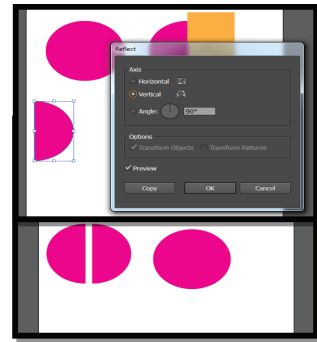 Reflect
Axis
Horizontal
Vertical
Angle: 90°
Options
Transform Objects Transform Patterns
Preview
Copy OK Cancel